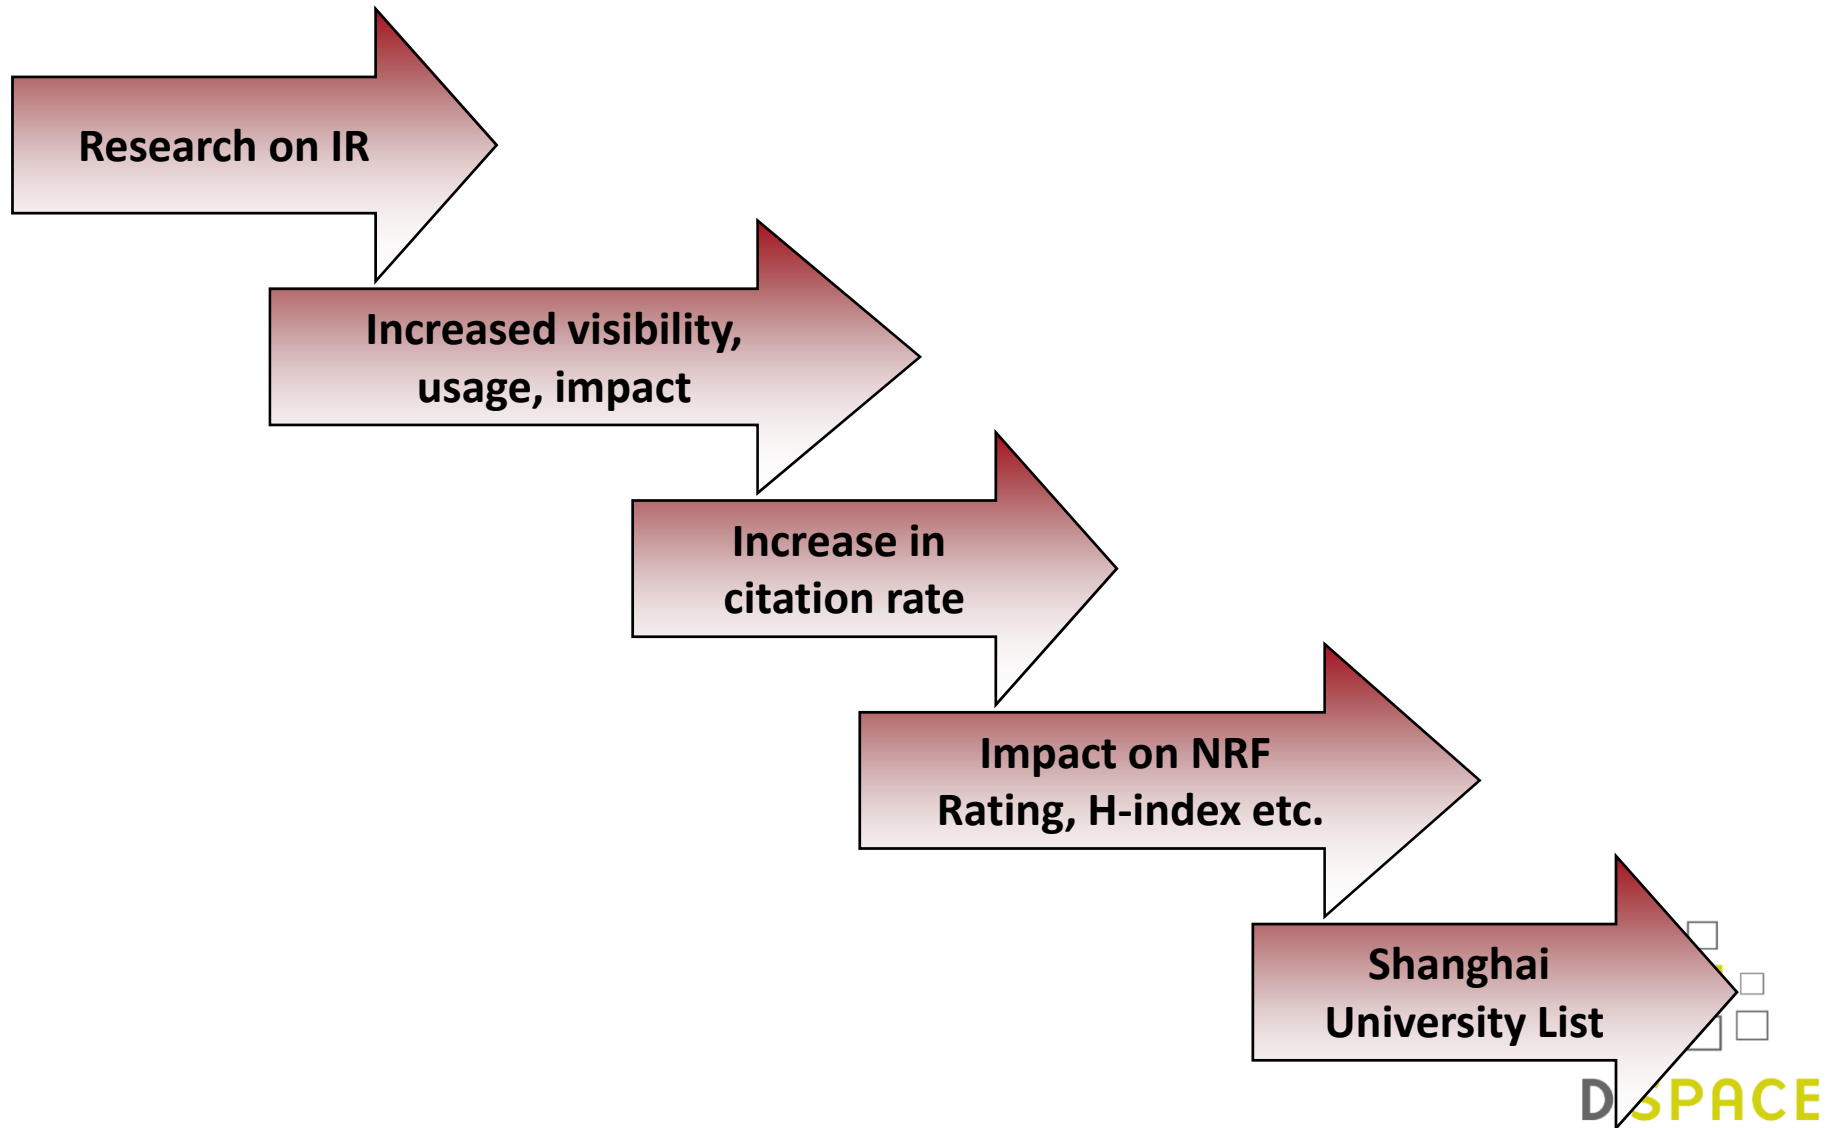 Research on IR
Increased visibility,
usage, impact
Increase in
citation rate
Impact on NRF
Rating, H-index etc.
Shanghai
University List
DSPACE